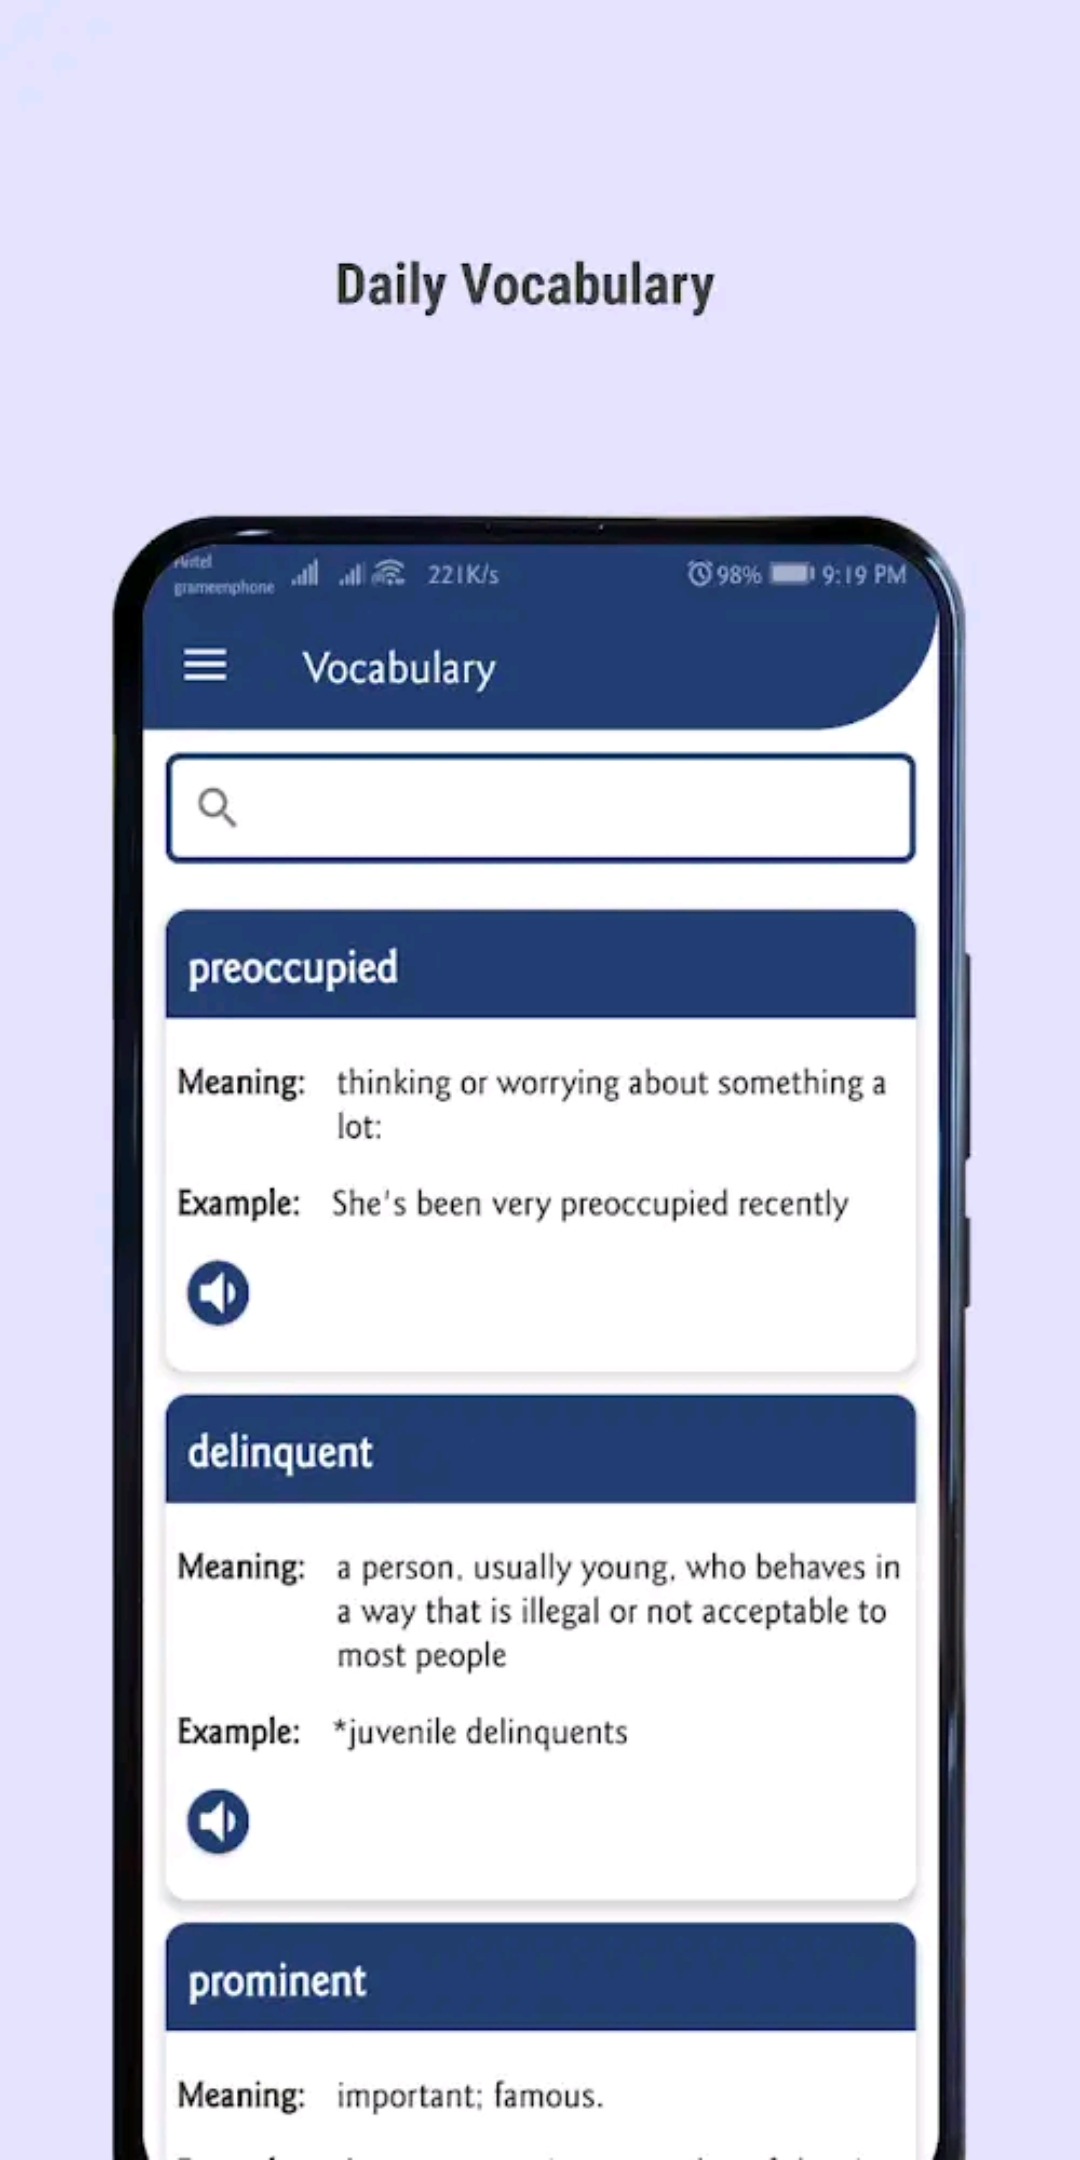 Daily Vocabulary
Airtel
grameenphone 221K/s 98% 9:19 PM
Vocabulary
preoccupied
Meaning: thinking or worrying about something a
lot:
Example: She's been very preoccupied recently
delinquent
Meaning: a person, usually young, who behaves in
a way that is illegal or not acceptable to
most people
Example: *juvenile delinquents
prominent
Meaning: important; famous.